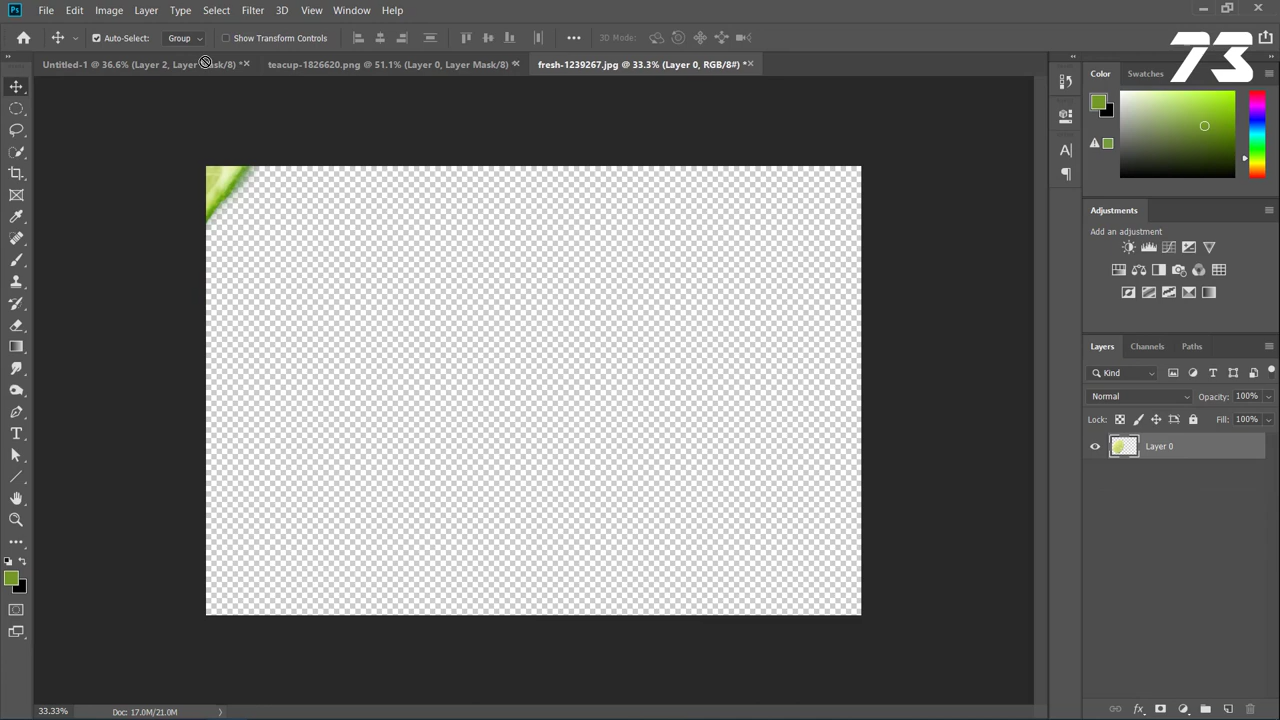 File Edit Image Layer Type Select Filter 3D View Window Help
73
Auto-Select: Group Show Transform Controls 3D Mode:
Untitled-1 @ 36.6% (Layer 2, Layer Mask/8) * teacup-1826620.png @ 51.1% (Layer 0, Layer Mask/8) * fresh-1239267.jpg @ 33.3% (Layer 0, RGB/8#) *
Color Swatches
Adjustments
Add an adjustment
Layers Channels Paths
Kind
Normal Opacity: 100%
Lock: Fill: 100%
Layer 0
33.33% Doc: 17.0M/21.0M